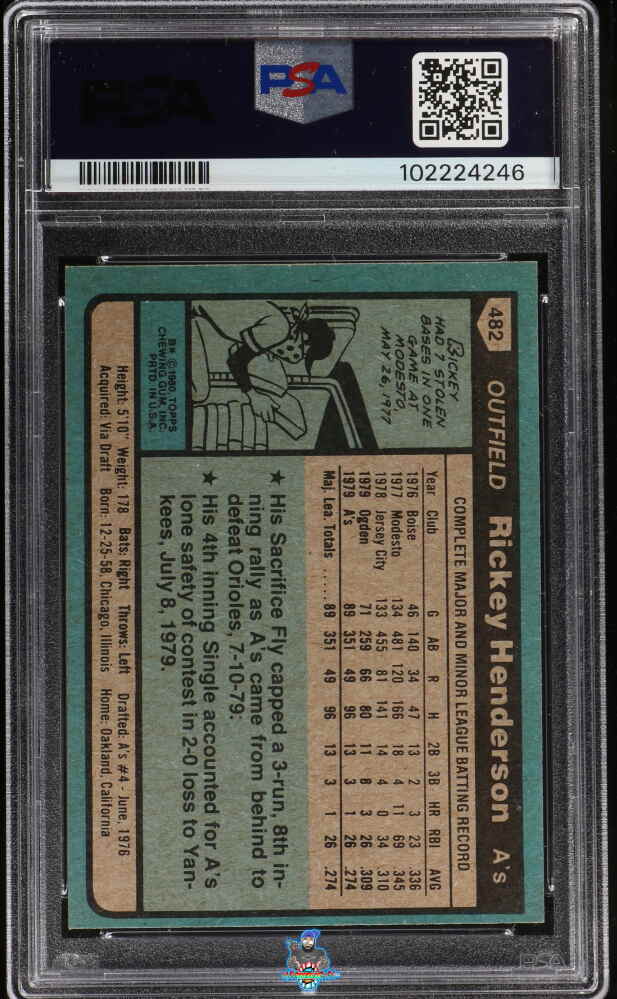 PSA
PSA
102224246
482 OUTFIELD Rickey Henderson A's
Rickey
HAD 7 STOLEN
BASES IN ONE
GAME AT
MODESTO,
MAY 26, 1977
B✱ ©1980, TOPPS
CHEWING GUM, INC.
PRTD. IN U.S.A.
COMPLETE MAJOR AND MINOR LEAGUE BATTING RECORD
Year Club G AB R H 2B 3B HR RBI AVG
1976 Boise 46 140 34 47 13 2 3 23 .336
1977 Modesto 134 481 120 166 18 4 11 69 .345
1978 Jersey City 133 455 81 141 14 4 0 34 .310
1979 Ogden 71 259 66 80 11 8 3 26 .309
1979 A's 89 351 49 96 13 3 1 26 .274
Maj. Lea. Totals ..... 89 351 49 96 13 3 1 26 .274
★ His Sacrifice Fly capped a 3-run, 8th in-
ning rally as A's came from behind to
defeat Orioles, 7-10-79:
★ His 4th inning Single accounted for A's
lone safety of contest in 2-0 loss to Yan-
kees, July 8, 1979.
Height: 5'10" Weight: 178 Bats: Right Throws: Left Drafted: A's #4 - June, 1976
Acquired: Via Draft Born: 12-25-58, Chicago, Illinois Home: Oakland, California
PSA